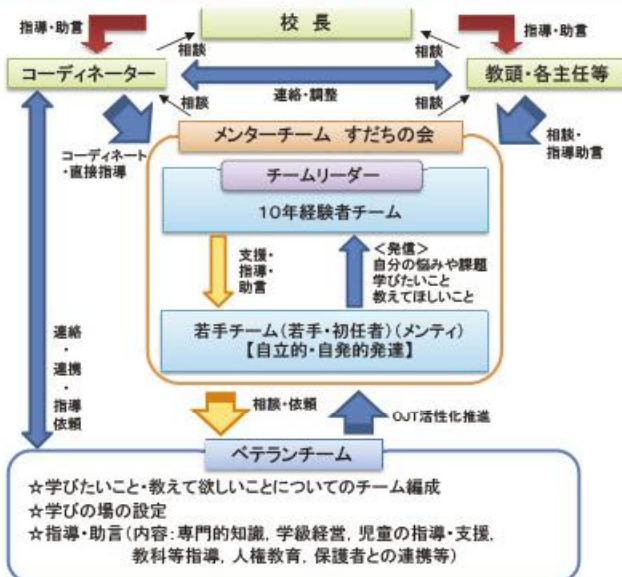 校 長
指導・助言
指導・助言
相談
相談
コーディネーター
教頭・各主任等
連絡・調整
相談
相談
メンターチーム すだちの会
コーディネート
・直接指導
相談・
指導助言
チームリーダー
10年経験者チーム
支援・
指導・
助言
<発信>
自分の悩みや課題
学びたいこと
教えてほしいこと
若手チーム(若手・初任者)(メンティ)
【自立的・自発的発達】
連絡
・
連携
・
指導
依頼
相談・依頼
OJT活性化推進
ベテランチーム
☆学びたいこと・教えて欲しいことについてのチーム編成
☆学びの場の設定
☆指導・助言(内容:専門的知識, 学級経営, 児童の指導・支援,
教科等指導, 人権教育, 保護者との連携等)